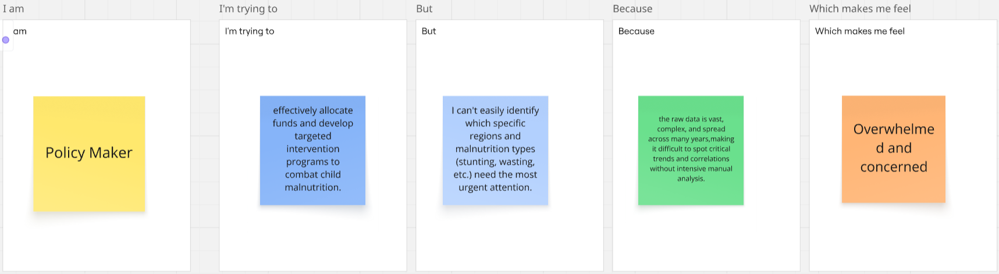 I am
I'm trying to
But
Because
Which makes me feel
am
I'm trying to
But
Because
Which makes me feel
Policy Maker
effectively allocate
funds and develop
targeted
intervention
programs to
combat child
malnutrition.
I can't easily identify
which specific
regions and
malnutrition types
(stunting, wasting,
etc.) need the most
urgent attention.
the raw data is vast,
complex, and spread
across many years,making
it difficult to spot critical
trends and correlations
without intensive manual
analysis.
Overwhelme
d and
concerned